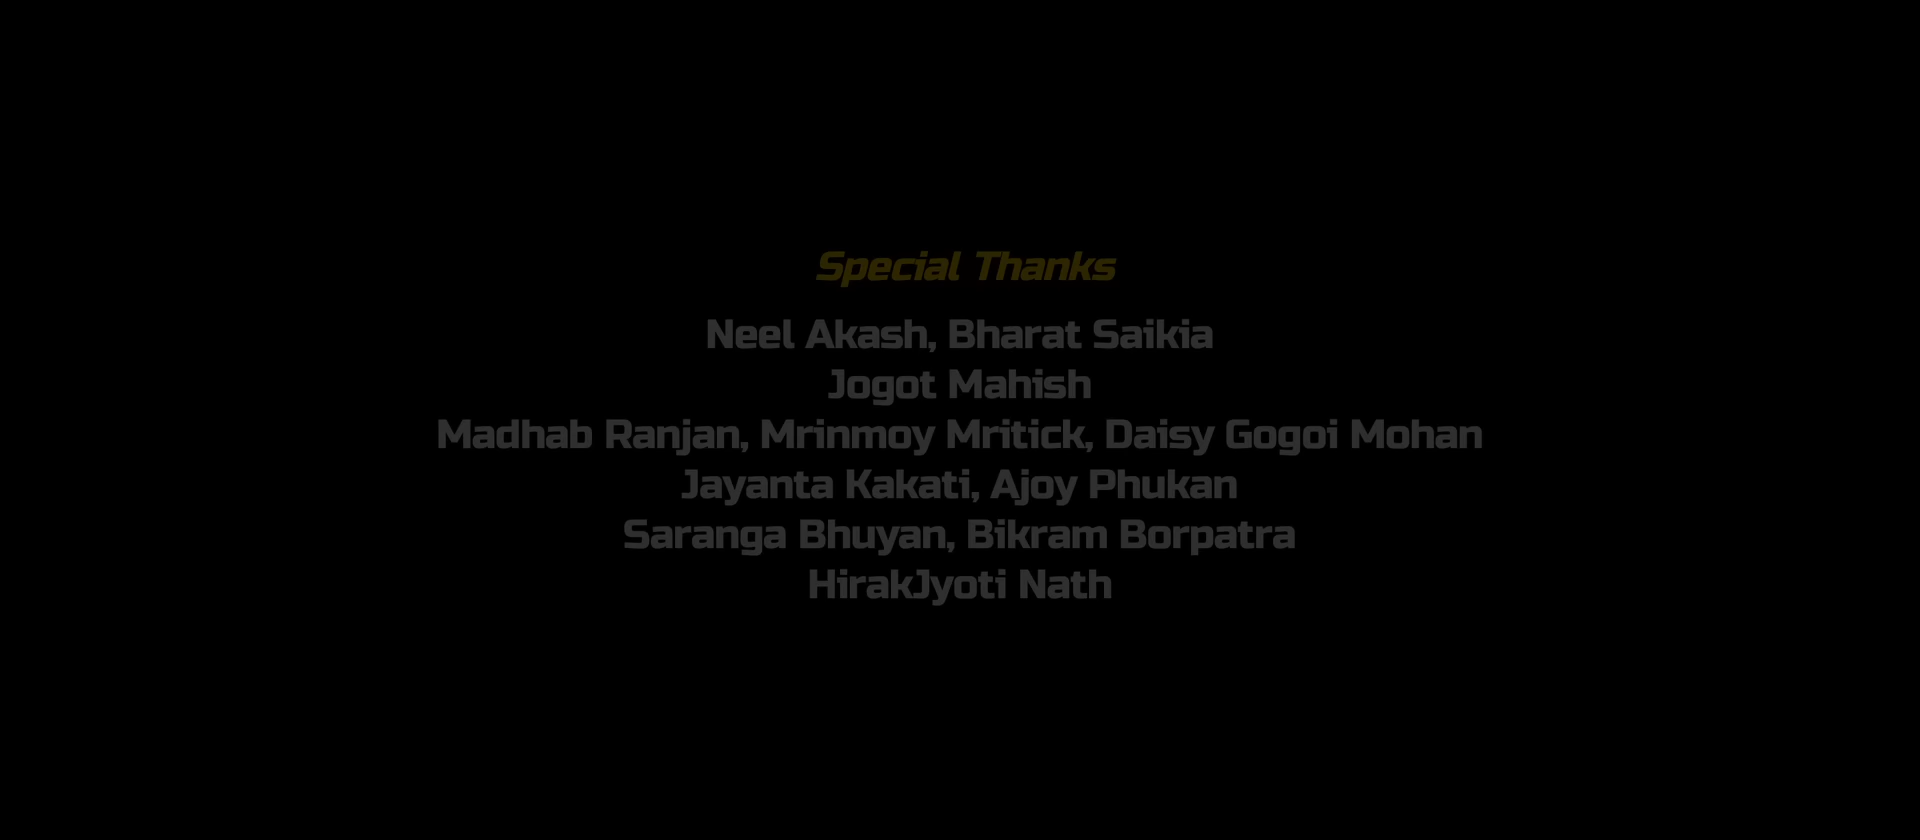 Special Thanks
Neel Akash, Bharat Saikia
Jogot Mahish
Madhab Ranjan, Mrinmoy Mritick, Daisy Gogoi Mohan
Jayanta Kakati, Ajoy Phukan
Saranga Bhuyan, Bikram Borpatra
HirakJyoti Nath